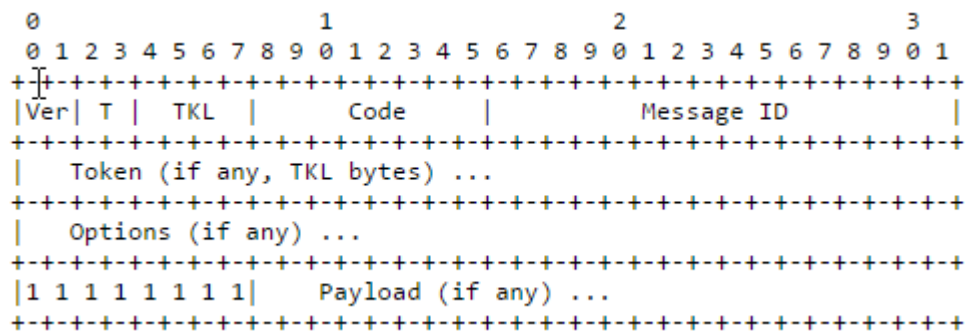 0                   1                   2                   3
 0 1 2 3 4 5 6 7 8 9 0 1 2 3 4 5 6 7 8 9 0 1 2 3 4 5 6 7 8 9 0 1
+-+-+-+-+-+-+-+-+-+-+-+-+-+-+-+-+-+-+-+-+-+-+-+-+-+-+-+-+-+-+-+-+
|Ver| T |  TKL  |      Code     |          Message ID           |
+-+-+-+-+-+-+-+-+-+-+-+-+-+-+-+-+-+-+-+-+-+-+-+-+-+-+-+-+-+-+-+-+
|   Token (if any, TKL bytes) ...
+-+-+-+-+-+-+-+-+-+-+-+-+-+-+-+-+-+-+-+-+-+-+-+-+-+-+-+-+-+-+-+-+
|   Options (if any) ...
+-+-+-+-+-+-+-+-+-+-+-+-+-+-+-+-+-+-+-+-+-+-+-+-+-+-+-+-+-+-+-+-+
|1 1 1 1 1 1 1 1|    Payload (if any) ...
+-+-+-+-+-+-+-+-+-+-+-+-+-+-+-+-+-+-+-+-+-+-+-+-+-+-+-+-+-+-+-+-+